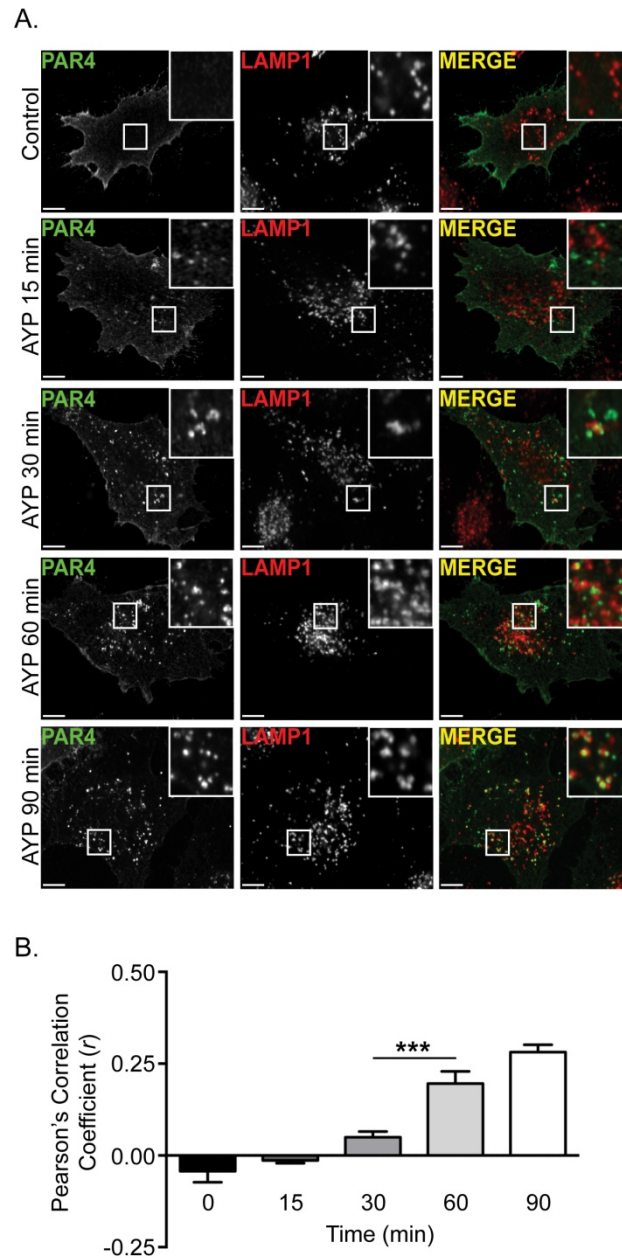 A.
PAR4 LAMP1 MERGE
Control
PAR4 LAMP1 MERGE
AYP 15 min
PAR4 LAMP1 MERGE
AYP 30 min
PAR4 LAMP1 MERGE
AYP 60 min
PAR4 LAMP1 MERGE
AYP 90 min
B.
Pearson's Correlation
Coefficient (r)
0.50
0.25
0.00
-0.25
***
0 15 30 60 90
Time (min)